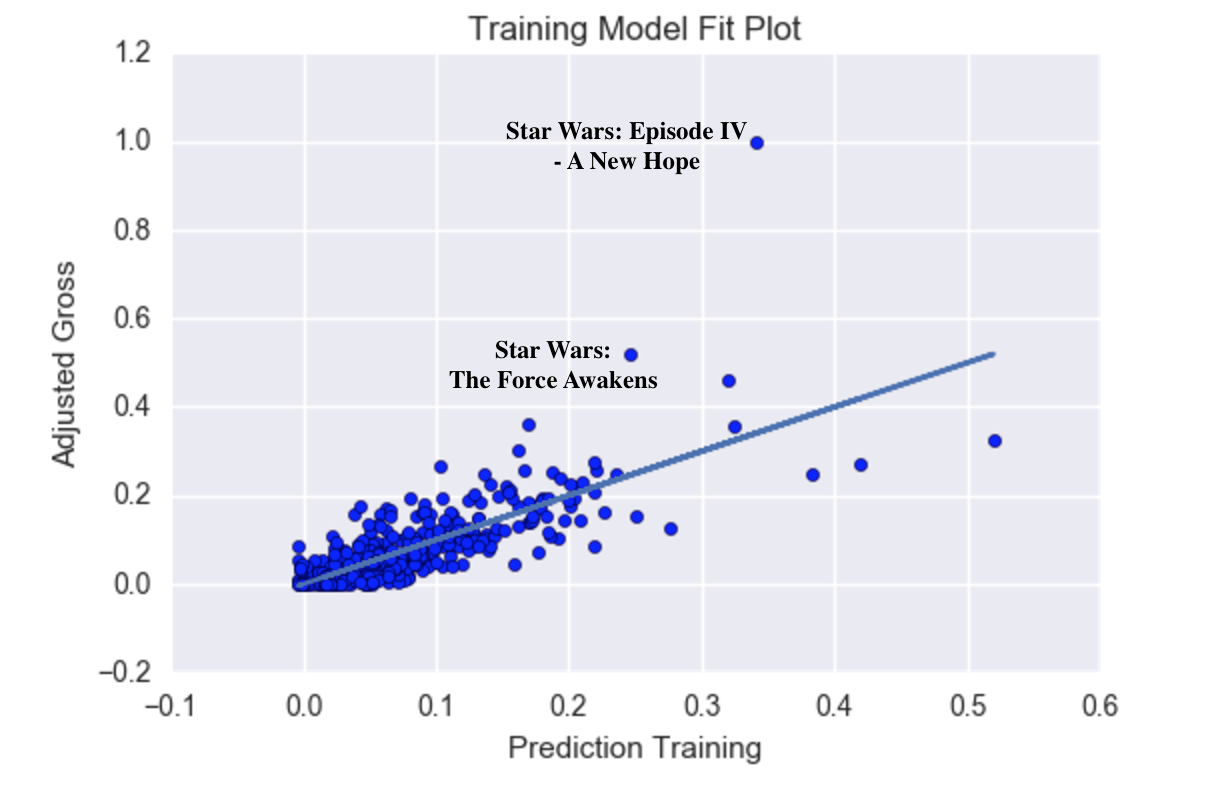 Training Model Fit Plot
1.2
1.0
0.8
0.6
0.4
0.2
0.0
−0.2
Adjusted Gross
Star Wars: Episode IV
- A New Hope
Star Wars:
The Force Awakens
−0.1 0.0 0.1 0.2 0.3 0.4 0.5 0.6
Prediction Training